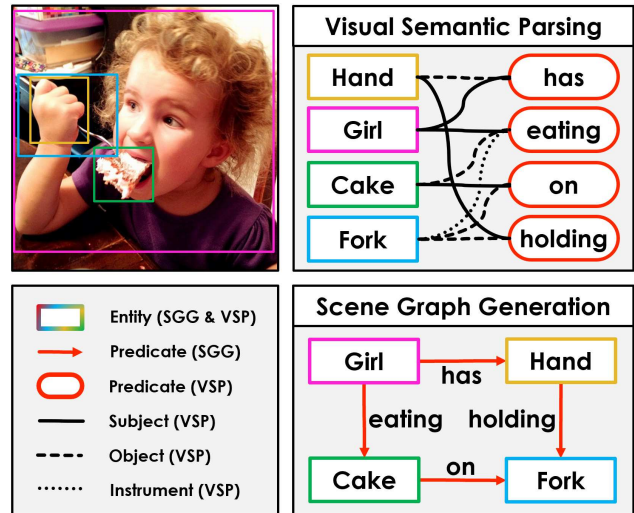 Visual Semantic Parsing
Hand has
Girl eating
Cake on
Fork holding
Entity (SGG & VSP)
Predicate (SGG)
Predicate (VSP)
Subject (VSP)
Object (VSP)
Instrument (VSP)
Scene Graph Generation
Girl has Hand
eating holding
Cake on Fork